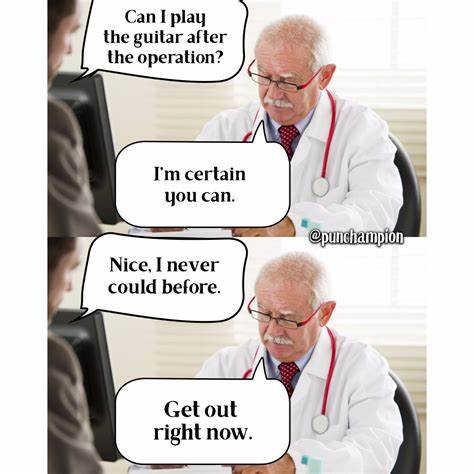 Can I play
the guitar after
the operation?
I'm certain
you can.
@punchampion
Nice, I never
could before.
Get out
right now.